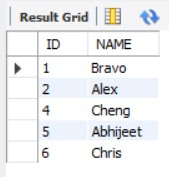 Result Grid
ID NAME
1 Bravo
2 Alex
4 Cheng
5 Abhijeet
6 Chris